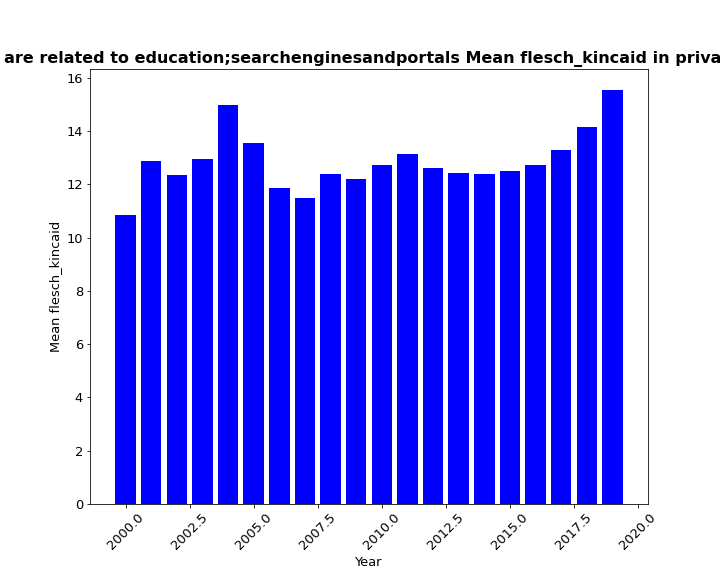 are related to education;searchenginesandportals Mean flesch_kincaid in priva
16
14
12
10
8
6
4
2
0
Mean flesch_kincaid
2000.0 2002.5 2005.0 2007.5 2010.0 2012.5 2015.0 2017.5 2020.0
Year